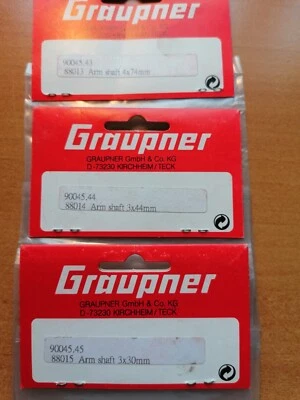 Graupner
90045.43
88013 Arm shaft 4x74mm
Graupner
GRAUPNER GmbH & Co. KG
D-73230 KIRCHHEIM/TECK
90045.44
88014 Arm shaft 3x44mm
Graupner
GRAUPNER GmbH & Co. KG
D-73230 KIRCHHEIM/TECK
90045.45
88015 Arm shaft 3x30mm